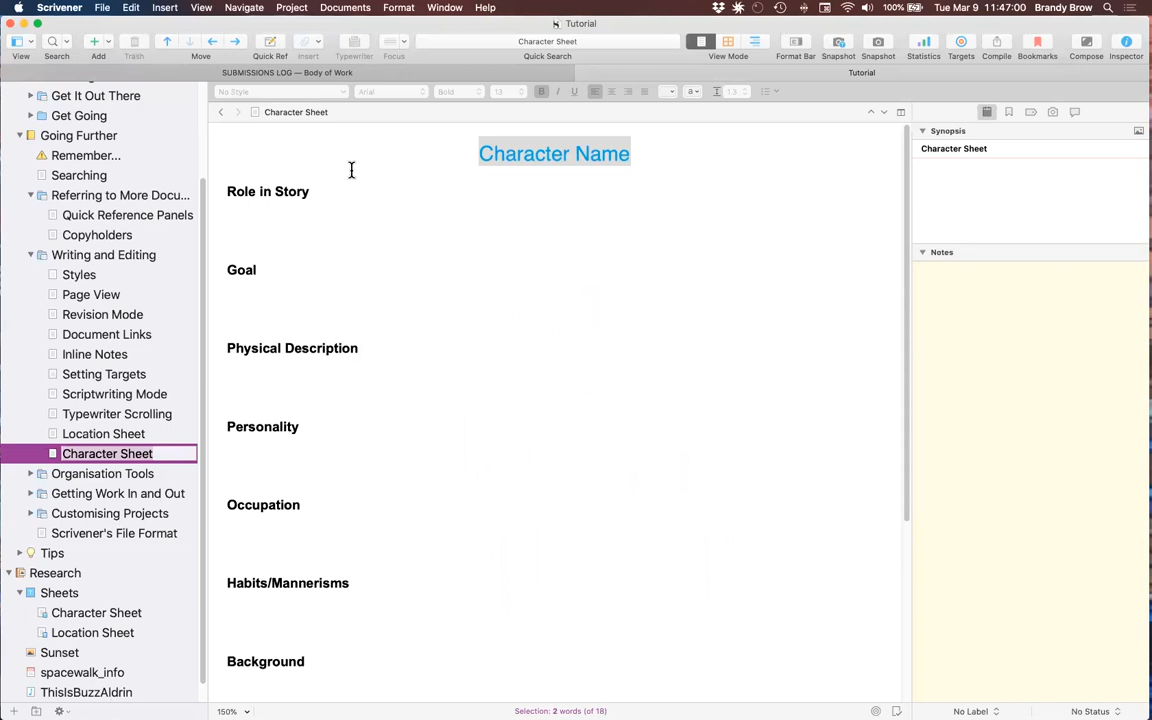 Scrivener File Edit Insert View Navigate Project Documents Format Window Help 100% Tue Mar 9 11:47:00 Brandy Brow
Tutorial
Character Sheet
View Search Add Trash Move Quick Ref Insert Typewriter Focus Quick Search View Mode Format Bar Snapshot Snapshot Statistics Targets Compile Bookmarks Compose Inspector
SUBMISSIONS LOG — Body of Work Tutorial
No Style Arial Bold 13 B I U a 1.3
Get It Out There
Get Going
Going Further
Remember...
Searching
Referring to More Docu...
Quick Reference Panels
Copyholders
Writing and Editing
Styles
Page View
Revision Mode
Document Links
Inline Notes
Setting Targets
Scriptwriting Mode
Typewriter Scrolling
Location Sheet
Character Sheet
Organisation Tools
Getting Work In and Out
Customising Projects
Scrivener's File Format
Tips
Research
Sheets
Character Sheet
Location Sheet
Sunset
spacewalk_info
ThisIsBuzzAldrin
Character Sheet
Character Name
Role in Story
Goal
Physical Description
Personality
Occupation
Habits/Mannerisms
Background
150%
Selection: 2 words (of 18)
Synopsis
Character Sheet
Notes
No Label No Status